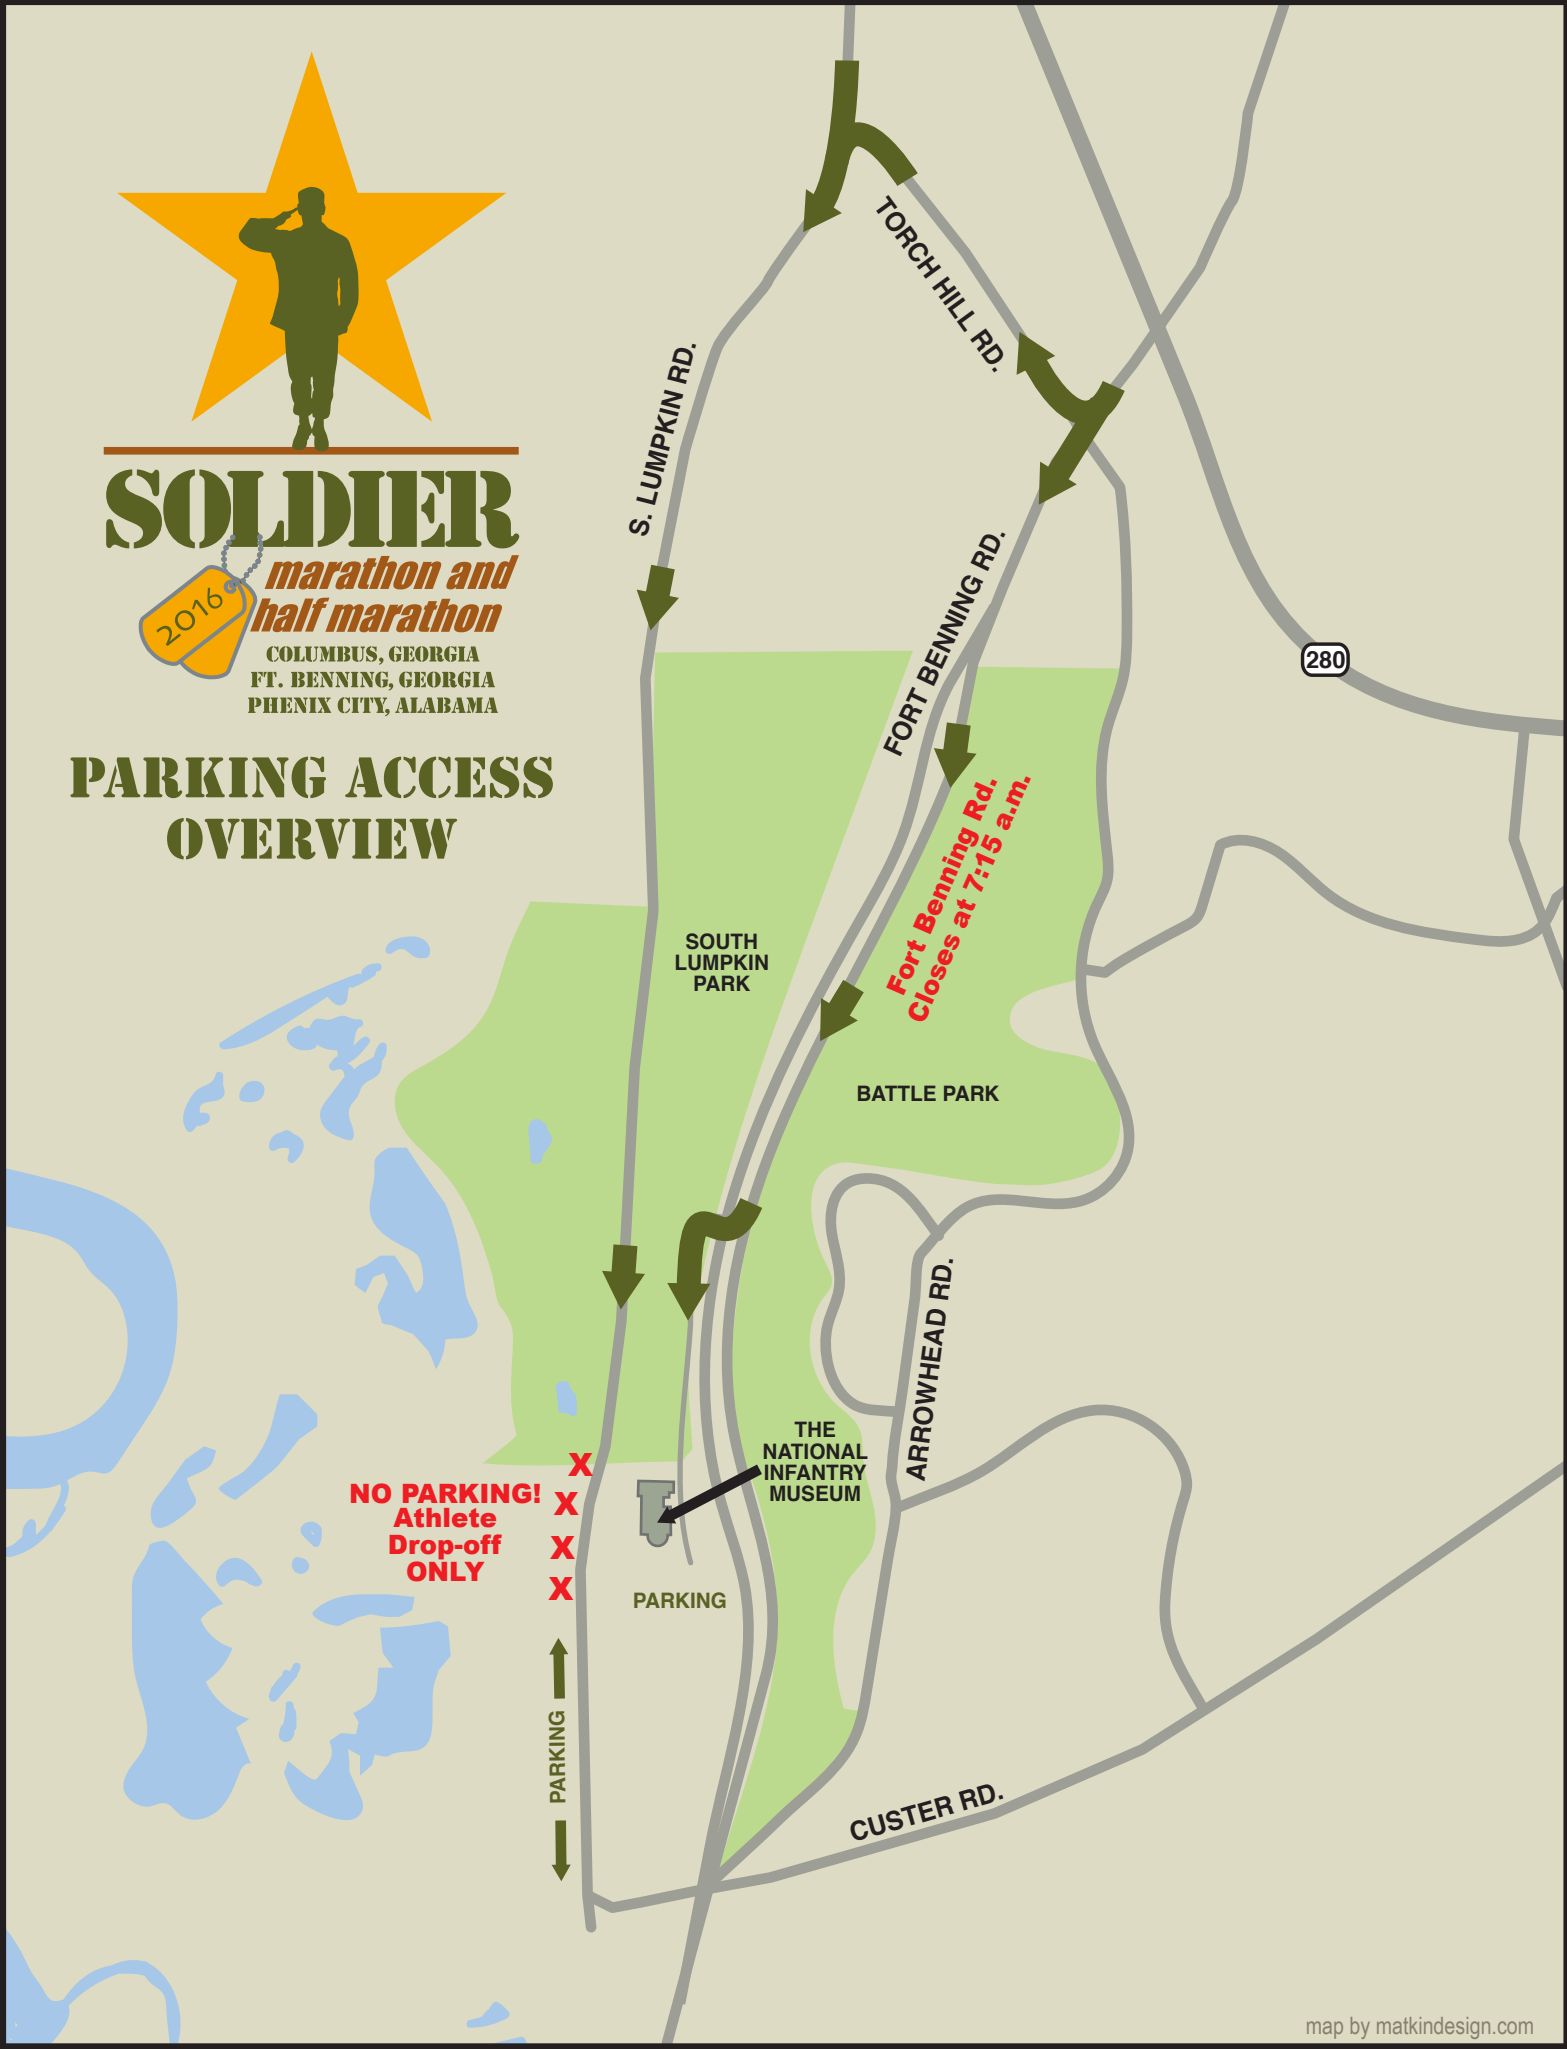 SOLDIER
marathon and
half marathon
2016
COLUMBUS, GEORGIA
FT. BENNING, GEORGIA
PHENIX CITY, ALABAMA
PARKING ACCESS
OVERVIEW
TORCH HILL RD.
S. LUMPKIN RD.
FORT BENNING RD.
280
Fort Benning Rd.
Closes at 7:15 a.m.
SOUTH
LUMPKIN
PARK
BATTLE PARK
ARROWHEAD RD.
THE
NATIONAL
INFANTRY
MUSEUM
NO PARKING!
Athlete
Drop-off
ONLY
X
X
X
X
PARKING
PARKING
CUSTER RD.
map by matkindesign.com